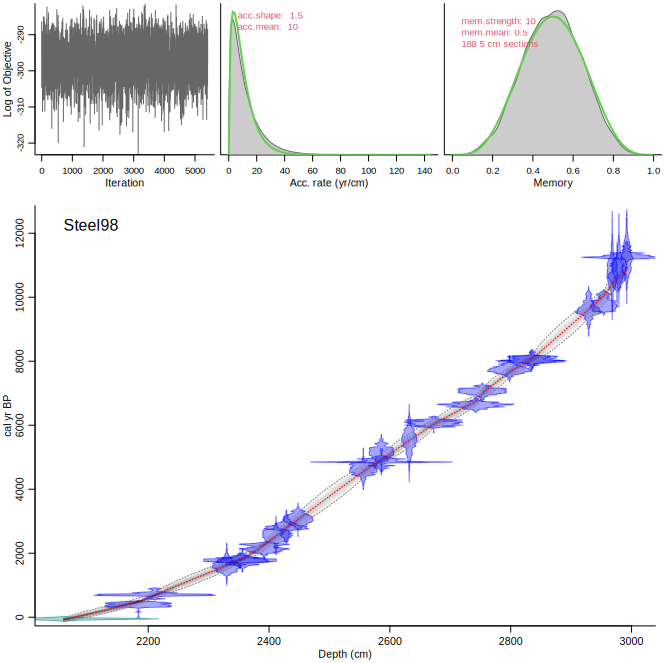 Log of Objective
-320 -310 -300 -290
0 1000 2000 3000 4000 5000
Iteration
acc.shape: 1.5
acc.mean: 10
0 20 40 60 80 100 120 140
Acc. rate (yr/cm)
mem.strength: 10
mem.mean: 0.5
188 5 cm sections
0.0 0.2 0.4 0.6 0.8 1.0
Memory
Steel98
cal yr BP
0 2000 4000 6000 8000 10000 12000
2200 2400 2600 2800 3000
Depth (cm)